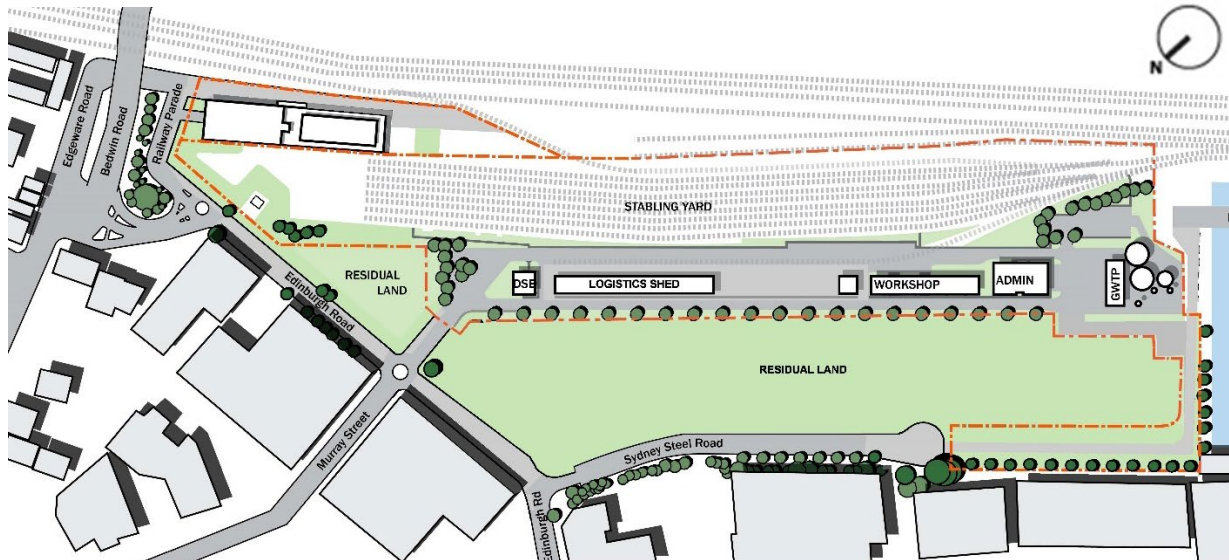 N
Edgeware Road
Bedwin Road
Railway Parade
STABLING YARD
RESIDUAL
LAND
Edinburgh Road
DSB
LOGISTICS SHED
WORKSHOP
ADMIN
GWTP
RESIDUAL LAND
Murray Street
Sydney Steel Road
Edinburgh Rd